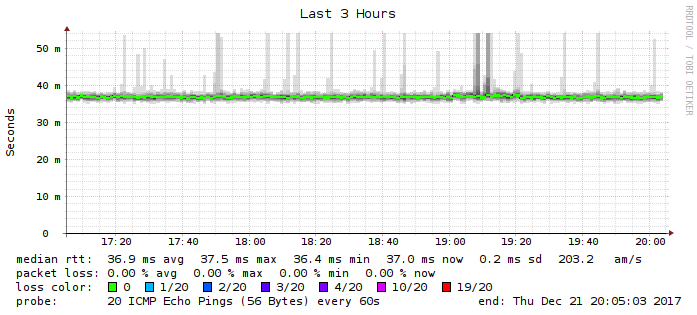 Last 3 Hours
RRDTOOL / TOBI OETIKER
Seconds
50 m
40 m
30 m
20 m
10 m
0
17:20 17:40 18:00 18:20 18:40 19:00 19:20 19:40 20:00
median rtt: 36.9 ms avg 37.5 ms max 36.4 ms min 37.0 ms now 0.2 ms sd 203.2 am/s
packet loss: 0.00 % avg 0.00 % max 0.00 % min 0.00 % now
loss color: 0 1/20 2/20 3/20 4/20 10/20 19/20
probe: 20 ICMP Echo Pings (56 Bytes) every 60s end: Thu Dec 21 20:05:03 2017